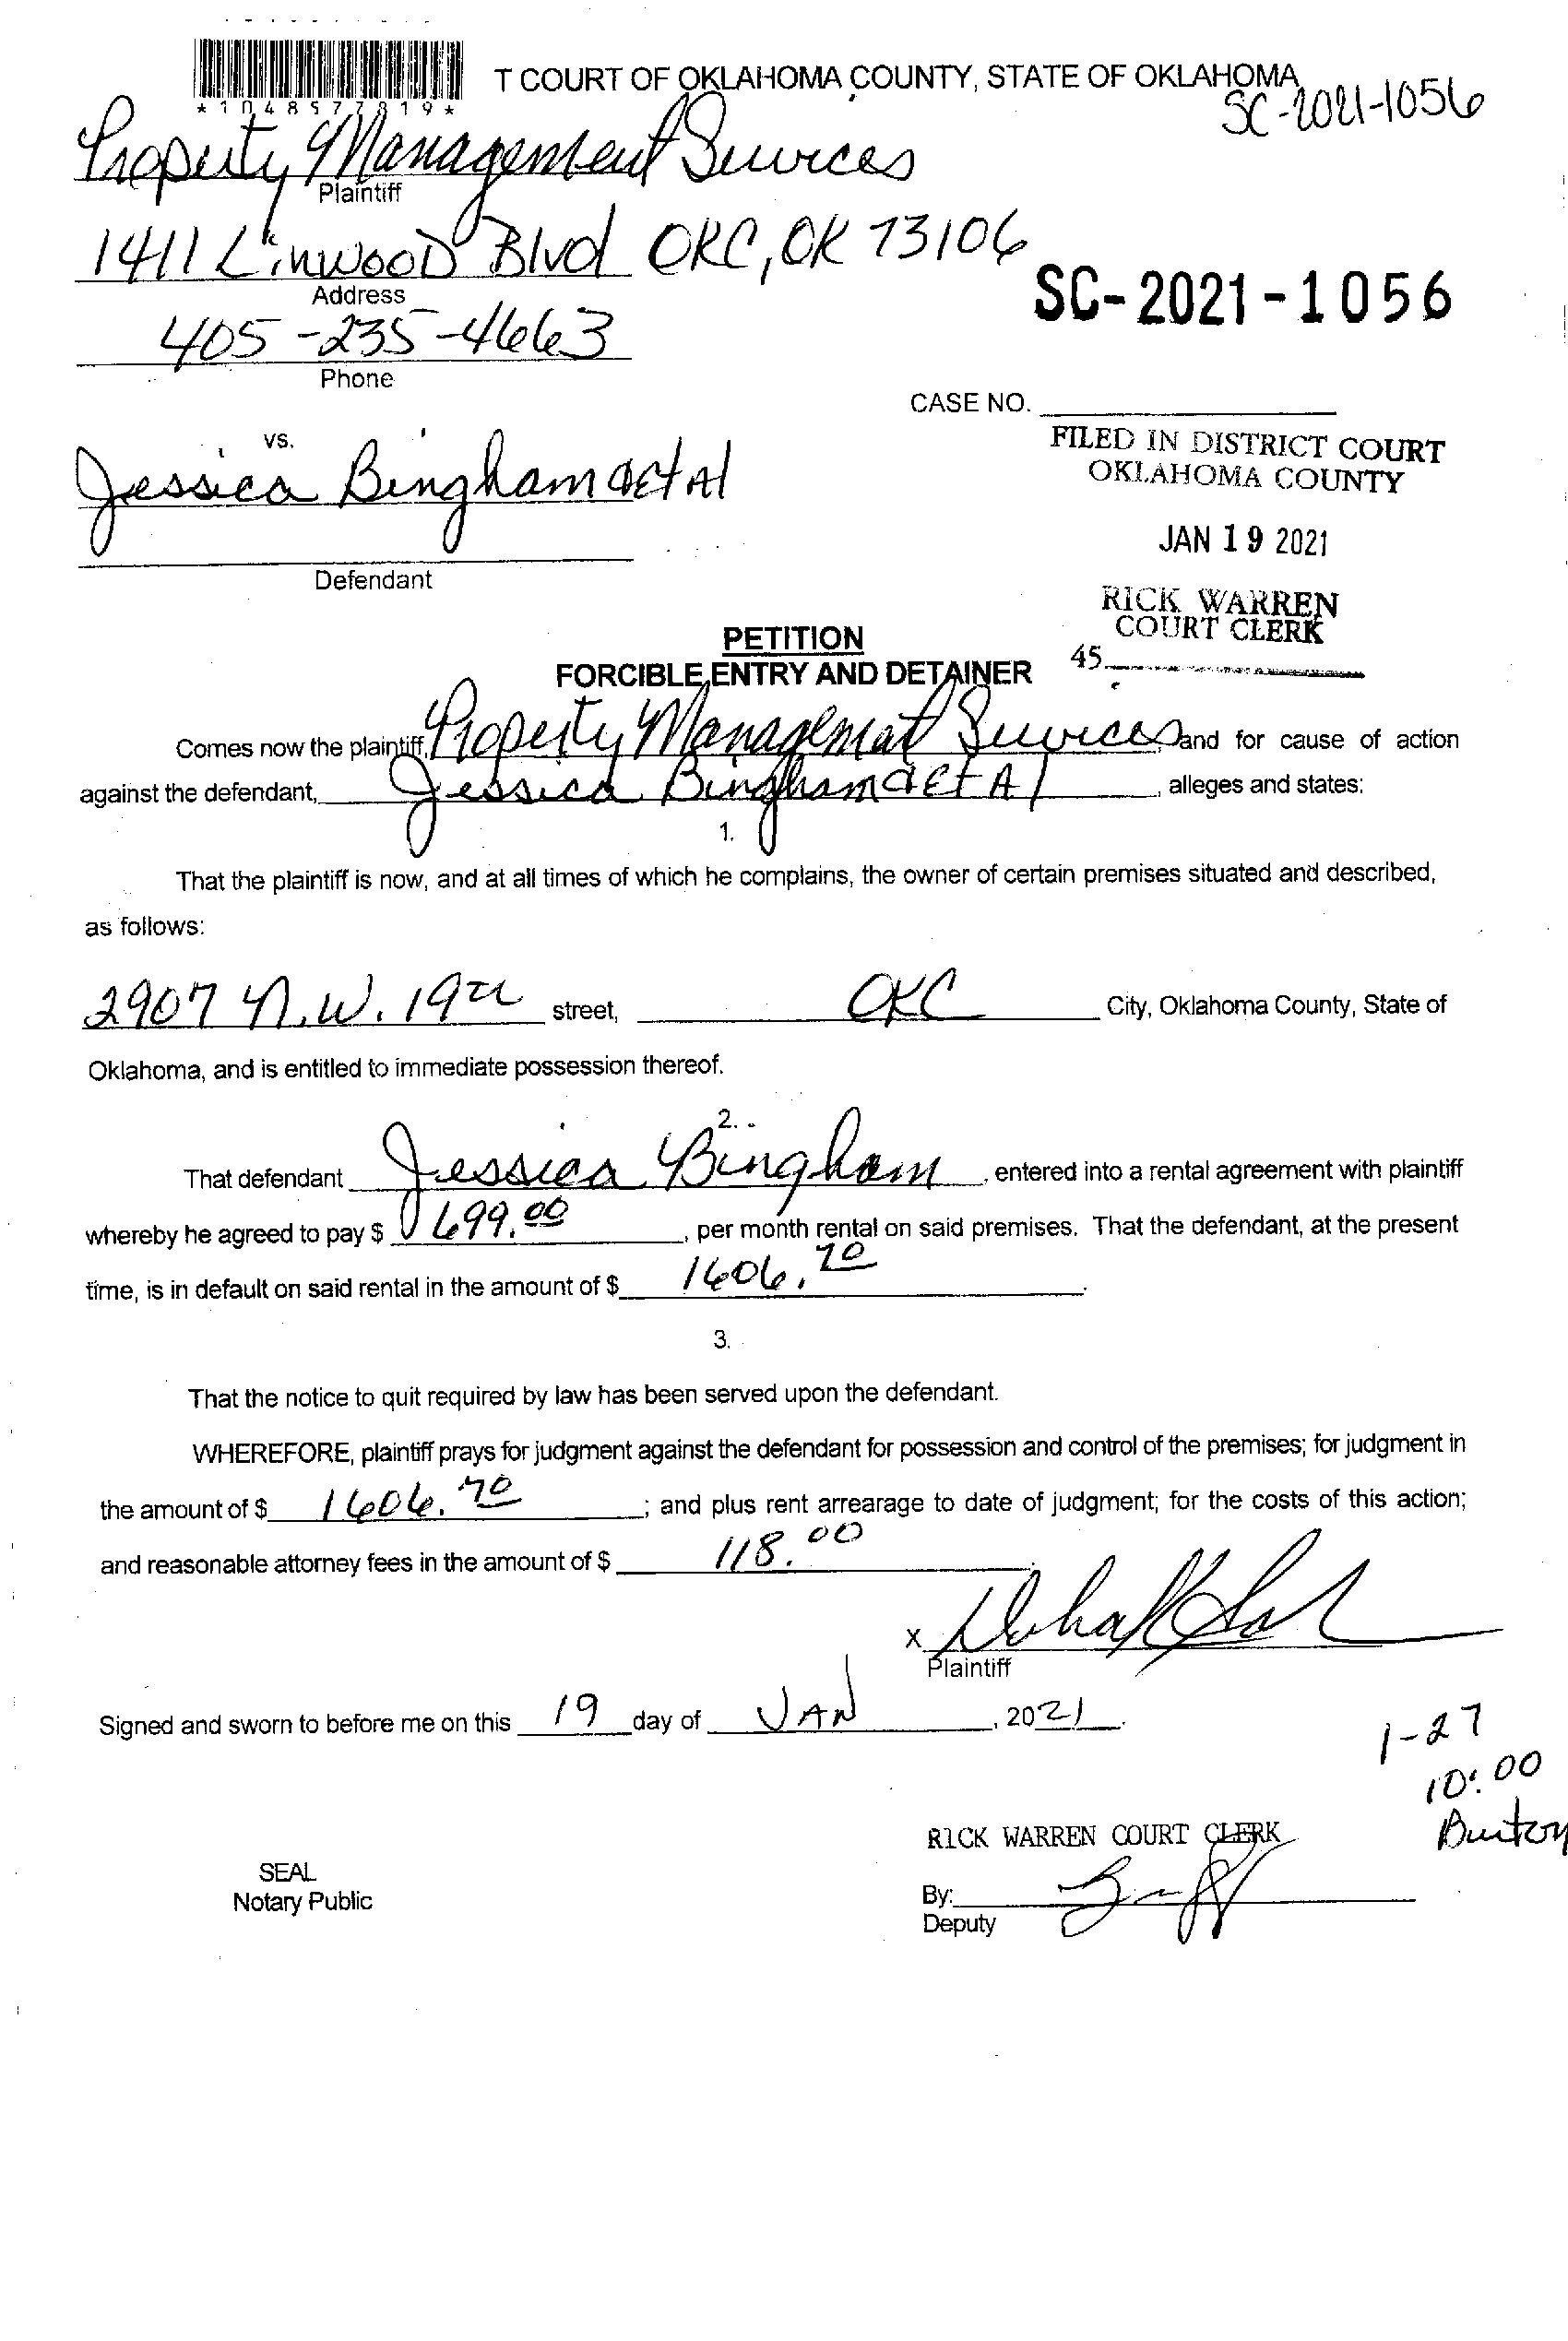 *1048577819*
T COURT OF OKLAHOMA COUNTY, STATE OF OKLAHOMA
SC-2021-1056
Property Management Services
Plaintiff
1411 Linwood Blvd OKC, OK 73106
Address
SC-2021-1056
405-235-4663
Phone
CASE NO.
vs.
FILED IN DISTRICT COURT
OKLAHOMA COUNTY
Jessica Bingham et Al
JAN 19 2021
Defendant
RICK WARREN
COURT CLERK
45
PETITION
FORCIBLE ENTRY AND DETAINER
Comes now the plaintiff, Property Management Services, and for cause of action
against the defendant, Jessica Bingham et Al, alleges and states:
1.
That the plaintiff is now, and at all times of which he complains, the owner of certain premises situated and described,
as follows:
2907 N.W. 19th street, OKC City, Oklahoma County, State of
Oklahoma, and is entitled to immediate possession thereof.
2.
That defendant Jessica Bingham, entered into a rental agreement with plaintiff
whereby he agreed to pay $ 699.00, per month rental on said premises. That the defendant, at the present
time, is in default on said rental in the amount of $ 1606.70.
3.
That the notice to quit required by law has been served upon the defendant.
WHEREFORE, plaintiff prays for judgment against the defendant for possession and control of the premises; for judgment in
the amount of $ 1606.70; and plus rent arrearage to date of judgment; for the costs of this action;
and reasonable attorney fees in the amount of $ 118.00.
X
Plaintiff
Signed and sworn to before me on this 19 day of JAN, 2021.
1-27
10:00
Burton
RICK WARREN COURT CLERK
SEAL
Notary Public
By:
Deputy